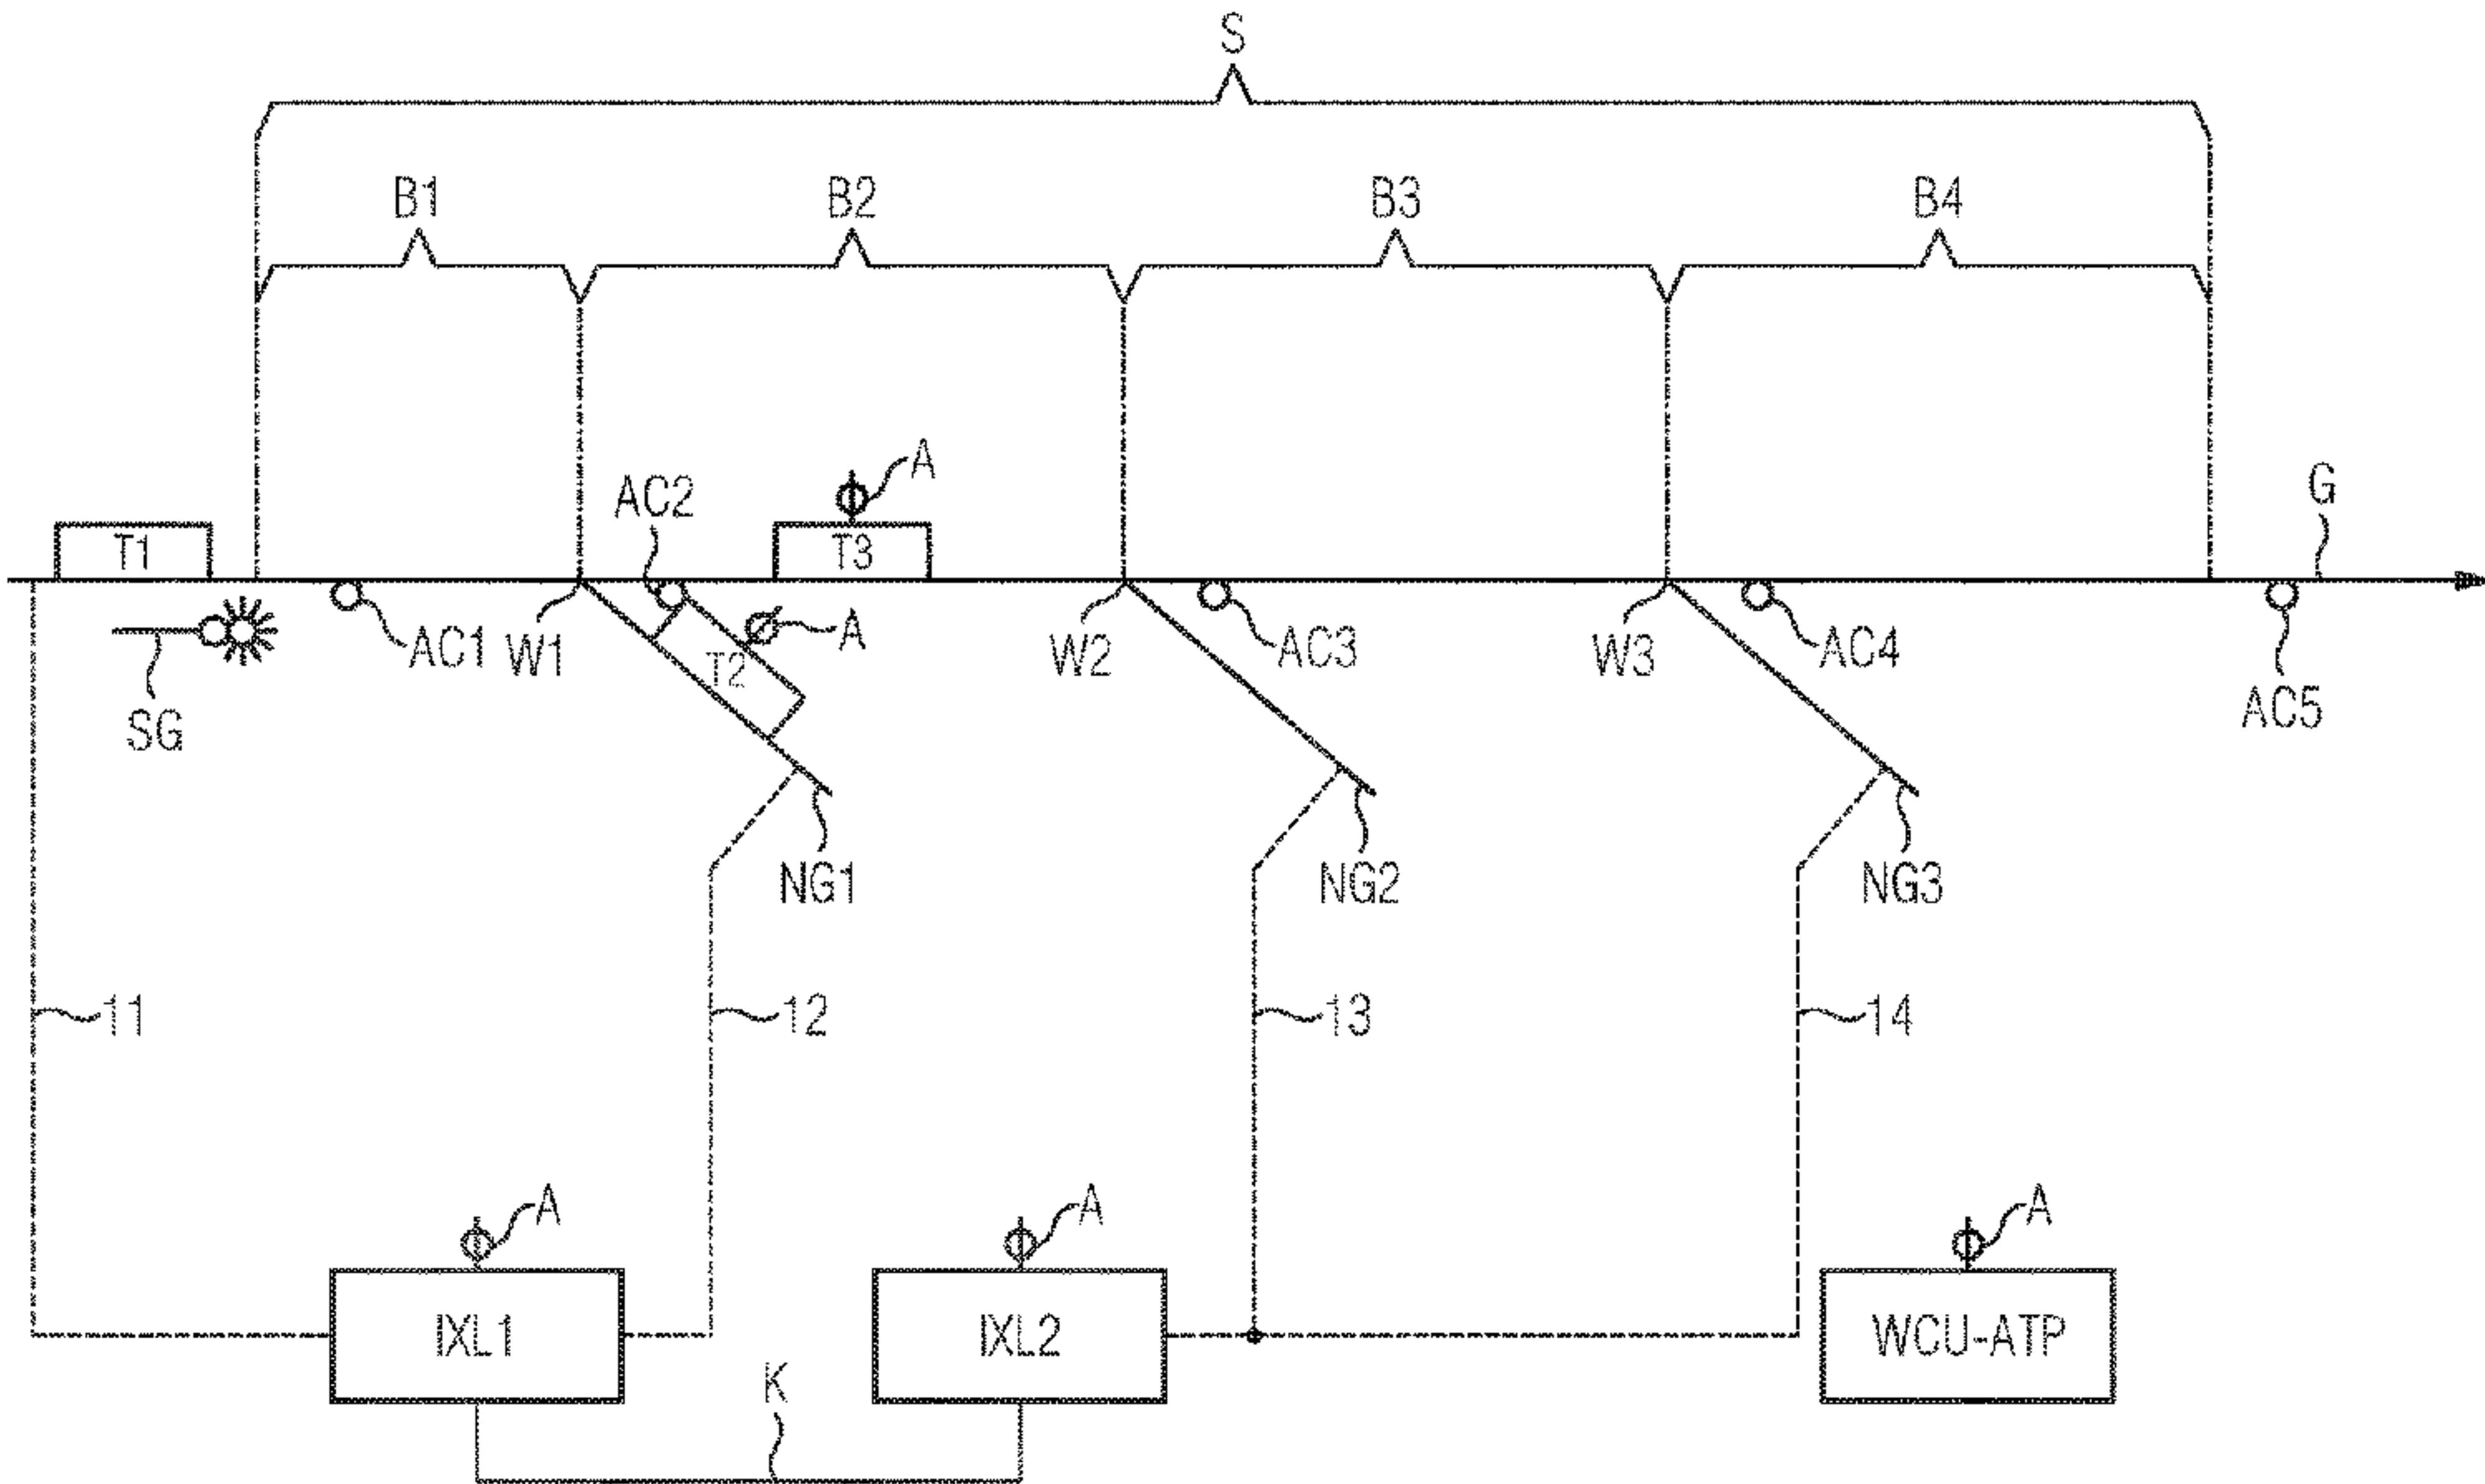 S
B1 B2 B3 B4
A
AC2 G
T1 T3
AC1 W1 A W2 AC3 W3 AC4
T2
SG AC5
NG1 NG2 NG3
11 12 13 14
A A A
IXL1 IXL2 WCU-ATP
K